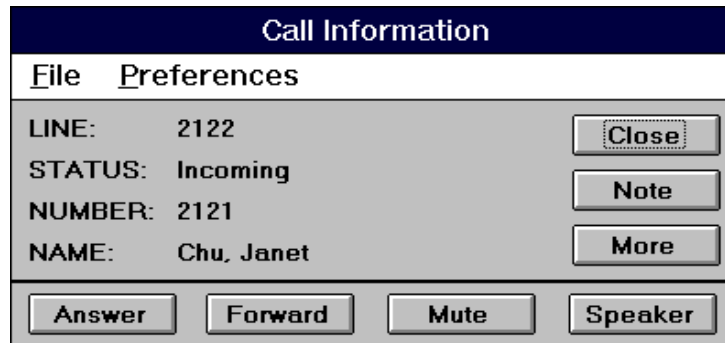 Call Information
File Preferences
LINE: 2122
STATUS: Incoming
NUMBER: 2121
NAME: Chu, Janet
Close
Note
More
Answer Forward Mute Speaker